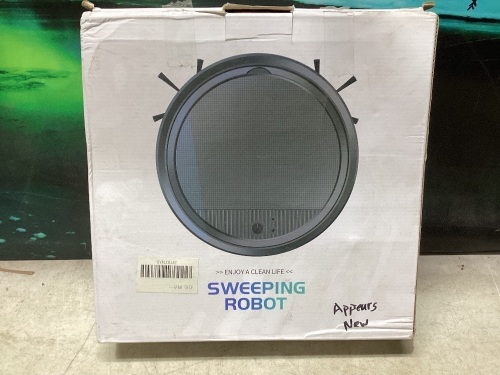 >> ENJOY A CLEAN LIFE <<
SWEEPING
ROBOT
Appears
New